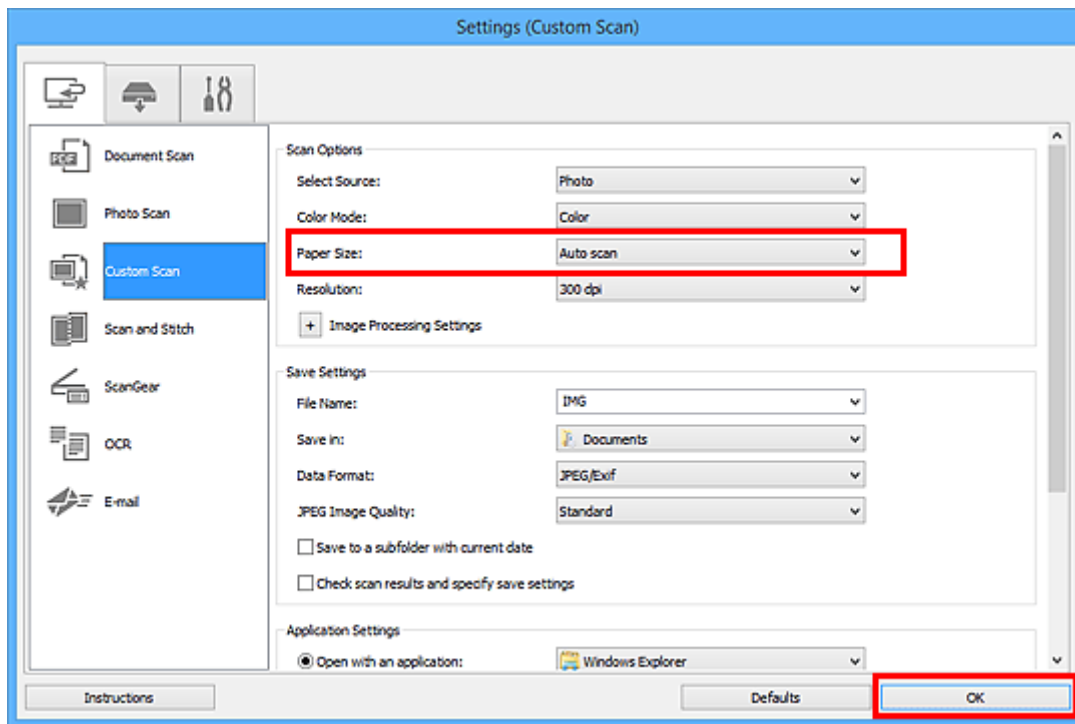 Settings (Custom Scan)
PDF
Document Scan
Photo Scan
Custom Scan
Scan and Stitch
ScanGear
OCR
E-mail
Scan Options
Select Source: Photo
Color Mode: Color
Paper Size: Auto scan
Resolution: 300 dpi
+ Image Processing Settings
Save Settings
File Name: IMG
Save in: Documents
Data Format: JPEG/Exif
JPEG Image Quality: Standard
Save to a subfolder with current date
Check scan results and specify save settings
Application Settings
Open with an application: Windows Explorer
Instructions Defaults OK